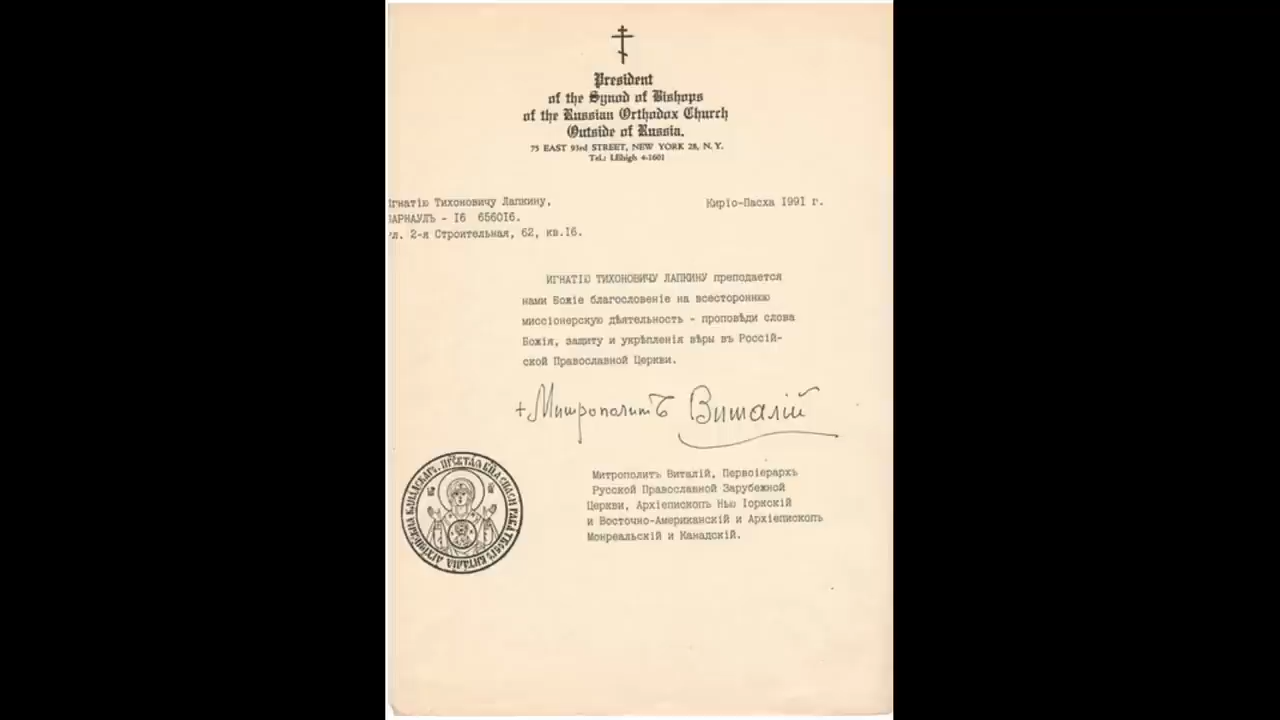 President
of the Synod of Bishops
of the Russian Orthodox Church
Outside of Russia.
75 EAST 93rd STREET, NEW YORK 28, N. Y.
Tel.: LEhigh 4-1601
Игнатію Тихоновичу Лапкину,
Киріо-Пасха 1991 г.
БАРНАУЛЪ - 16 656016.
ул. 2-я Строительная, 62, кв.16.
ИГНАТІЮ ТИХОНОВИЧУ ЛАПКИНУ преподается
нами Божіе благословеніе на всестороннюю
миссіонерскую дѣятельность - проповѣди слова
Божія, защиту и укрѣпленія вѣры въ Россій-
ской Православной Церкви.
+ Митрополитъ Виталій
Митрополитъ Виталій, Первоіерархъ
Русской Православной Зарубежной
Церкви, Архіепископъ Нью Іоркскій
и Восточно-Американскій и Архіепископъ
Монреальскій и Канадскій.